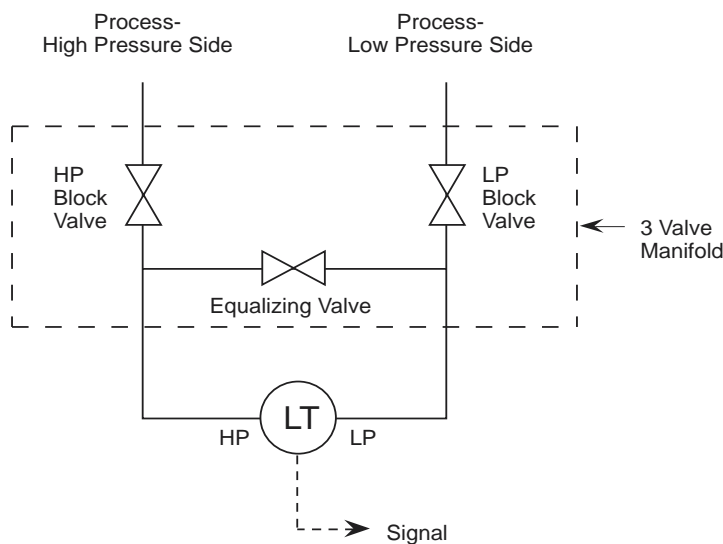 Process-
High Pressure Side
Process-
Low Pressure Side
HP
Block
Valve
LP
Block
Valve
3 Valve
Manifold
Equalizing Valve
LT
HP
LP
Signal